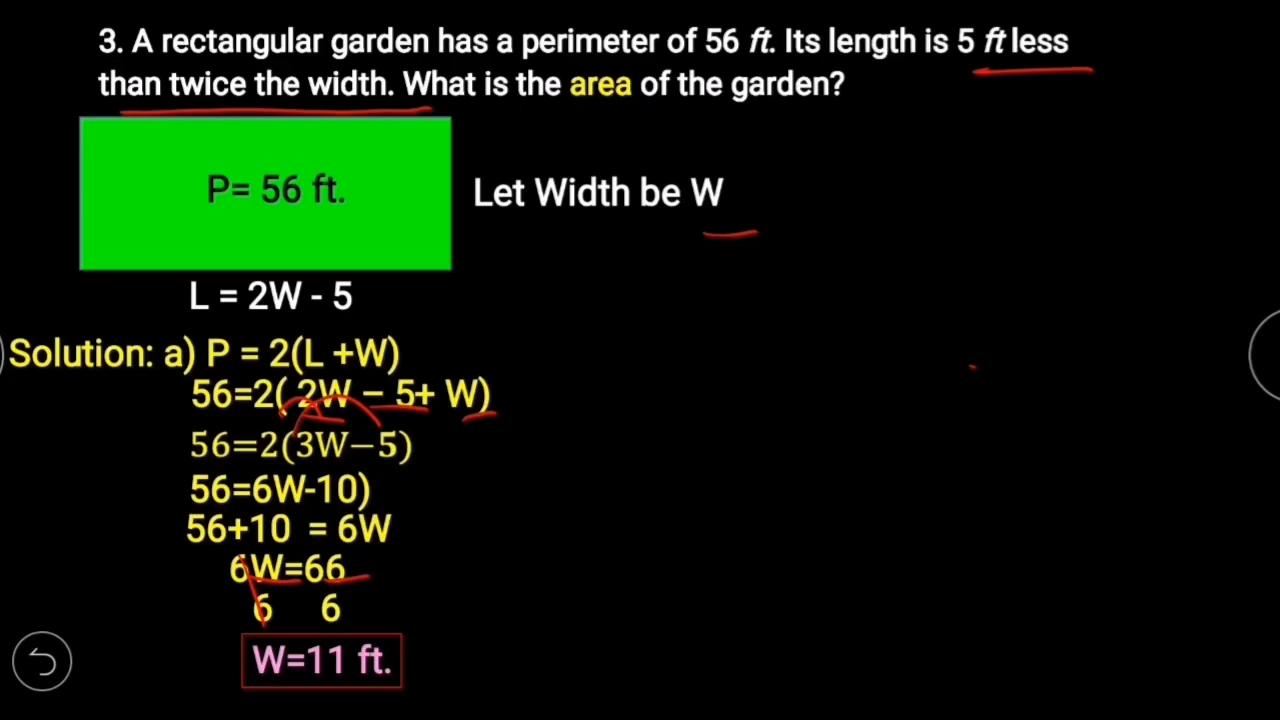 3. A rectangular garden has a perimeter of 56 ft. Its length is 5 ft less
than twice the width. What is the area of the garden?
P= 56 ft.
Let Width be W
L = 2W - 5
Solution: a) P = 2(L +W)
56=2( 2W – 5+ W)
56=2(3W−5)
56=6W-10)
56+10 = 6W
6W=66
6 6
W=11 ft.